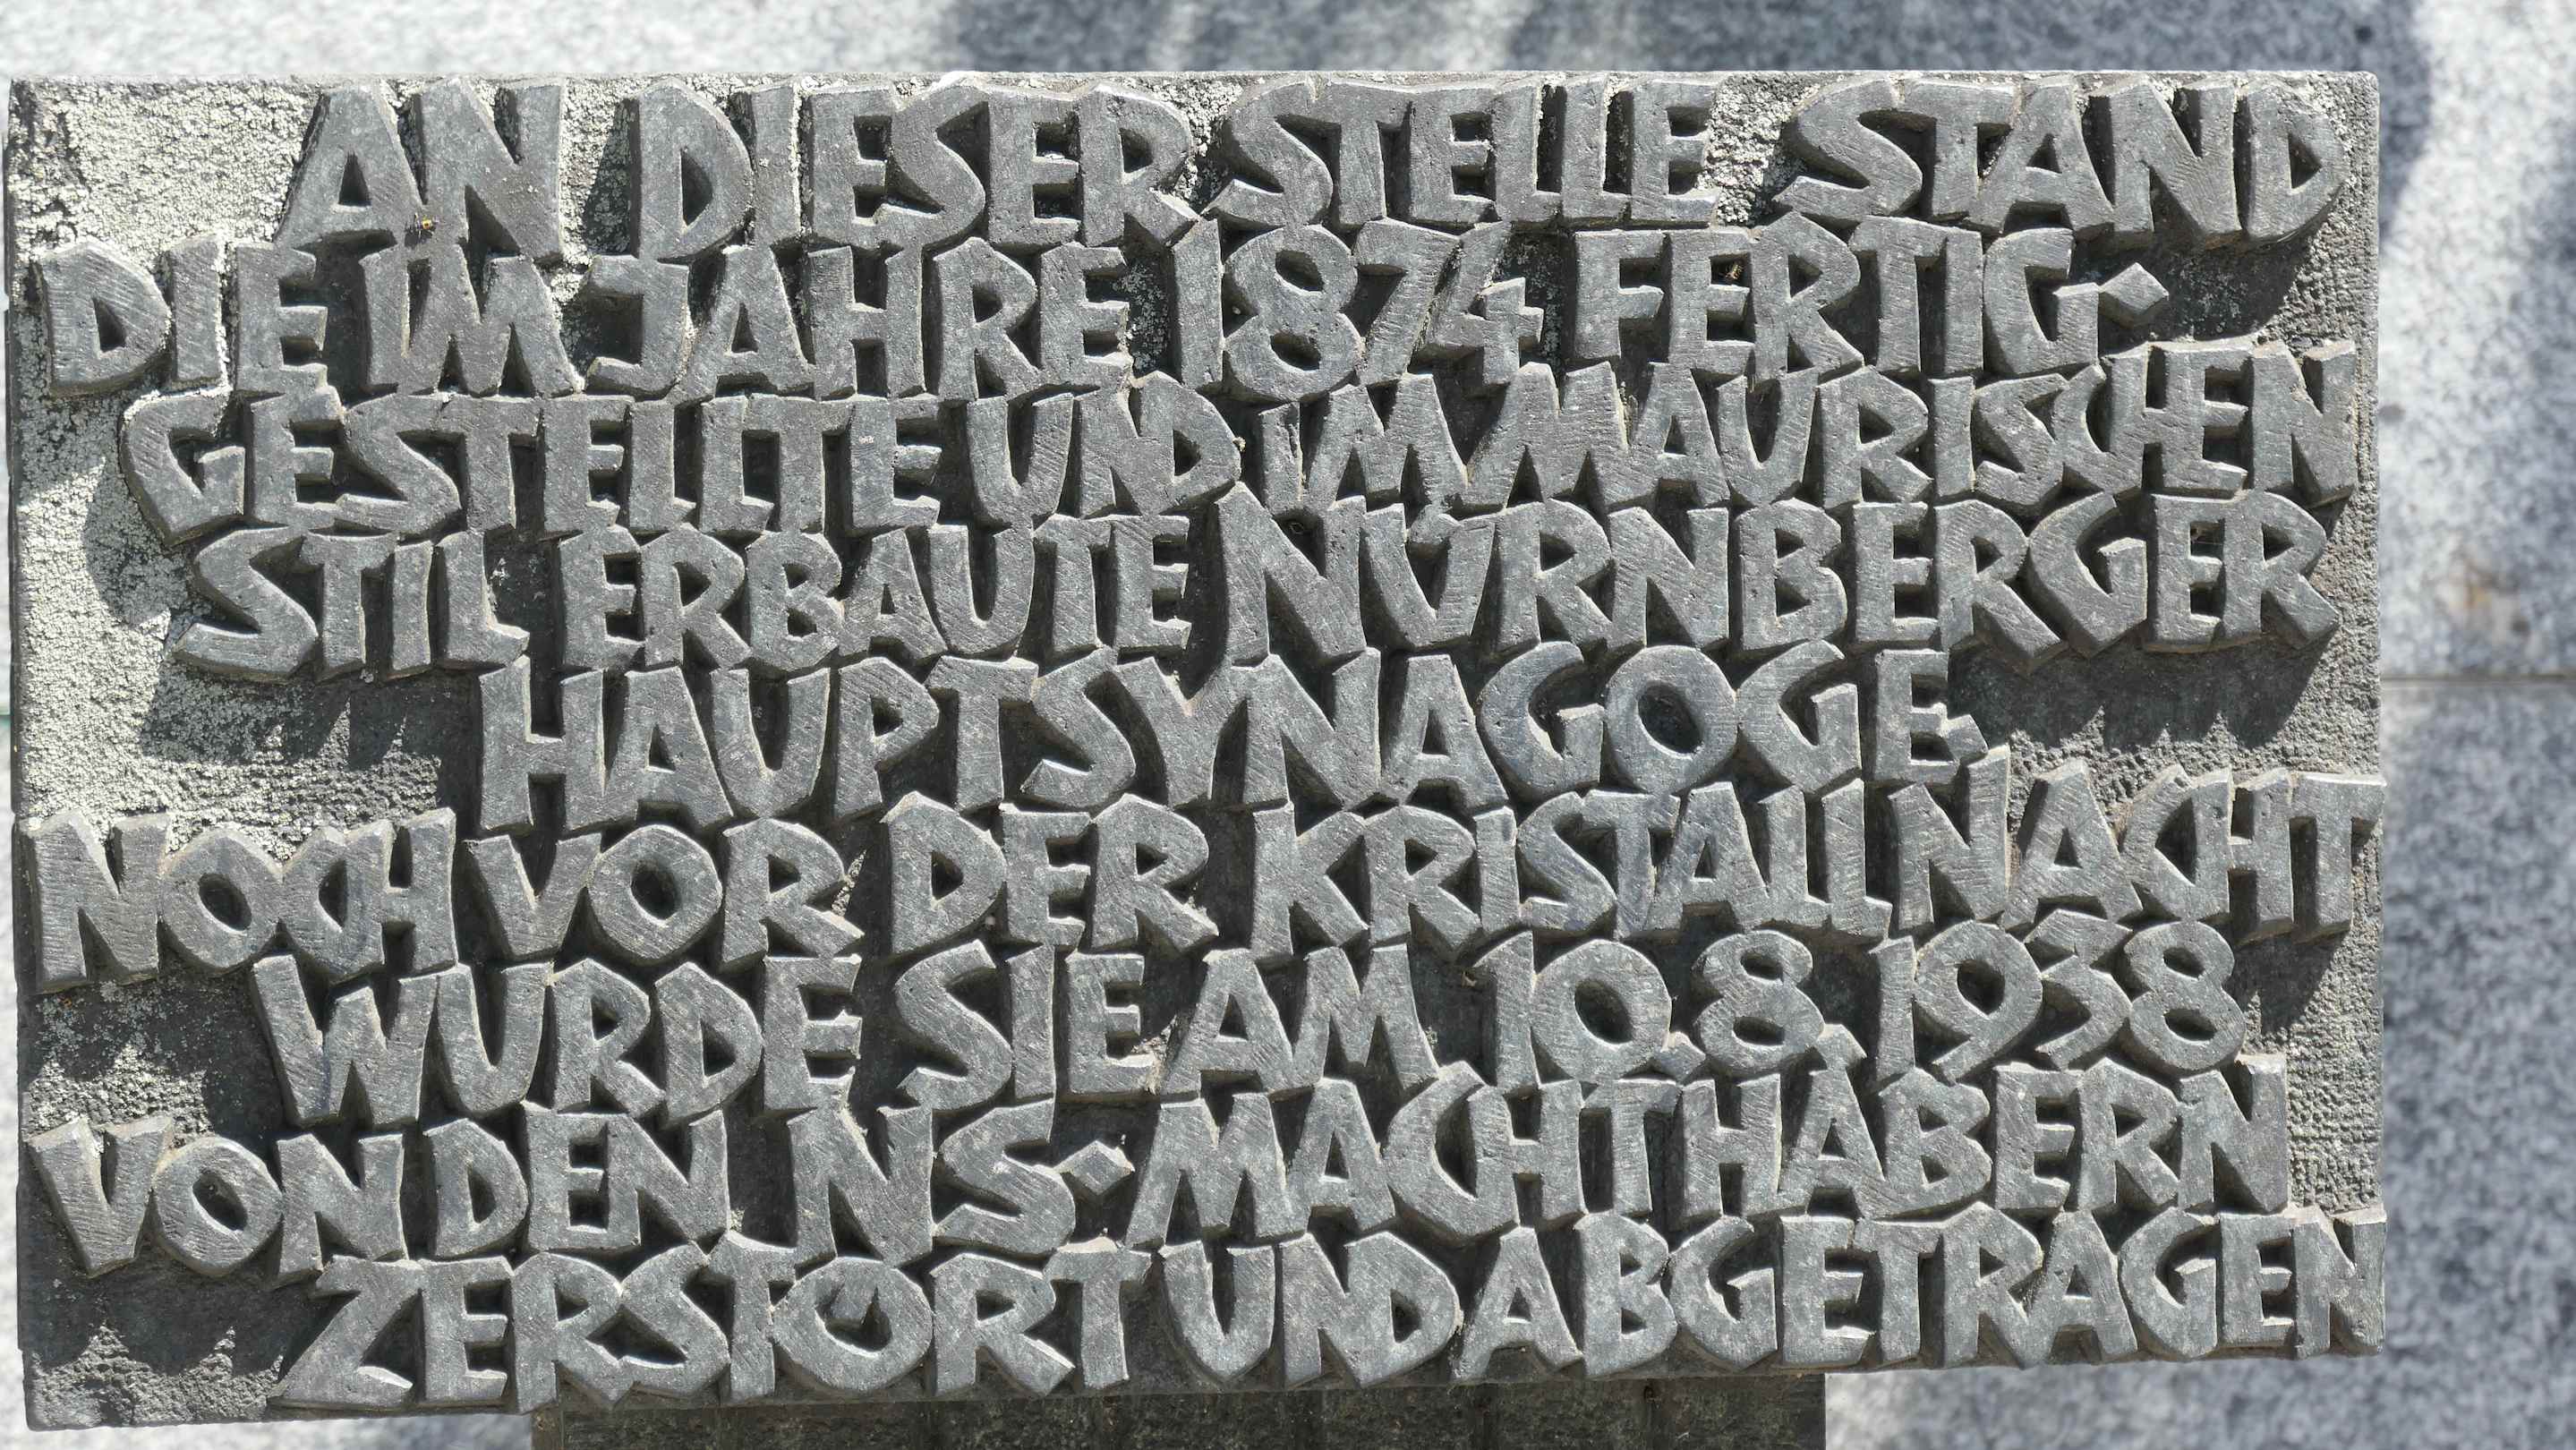 AN DIESER STELLE STAND
DIE IM JAHRE 1874 FERTIG-
GESTELLTE UND IM MAURISCHEN
STIL ERBAUTE NÜRNBERGER
HAUPTSYNAGOGE.
NOCH VOR DER KRISTALLNACHT
WURDE SIE AM 10.8.1938
VON DEN NS-MACHTHABERN
ZERSTÖRT UND ABGETRAGEN